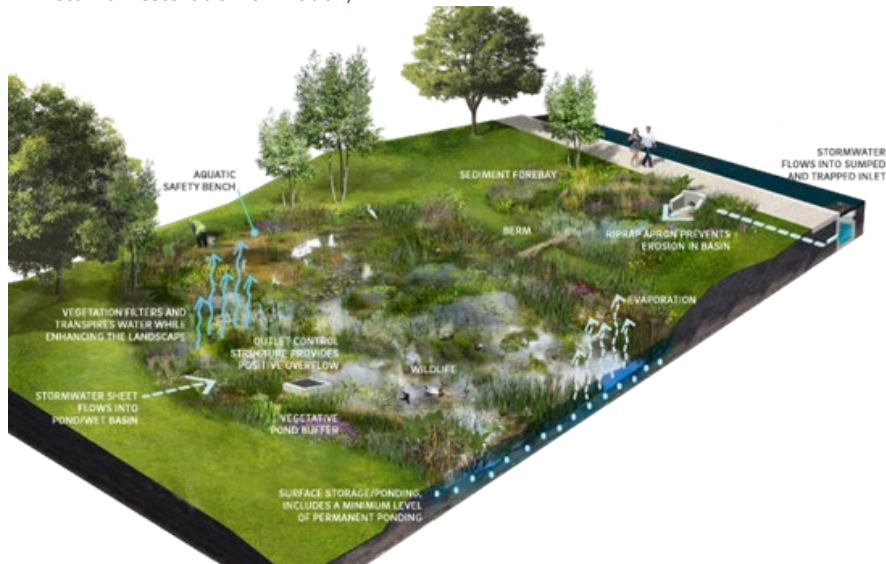 STORMWATER
FLOWS INTO SUMPED
AND TRAPPED INLET
AQUATIC
SAFETY BENCH
SEDIMENT FOREBAY
BERM
RIPRAP APRON PREVENTS
EROSION IN BASIN
EVAPORATION
VEGETATION FILTERS AND
TRANSPIRES WATER WHILE
ENHANCING THE LANDSCAPE
OUTLET CONTROL
STRUCTURE PROVIDES
POSITIVE OVERFLOW
WILDLIFE
STORMWATER SHEET
FLOWS INTO
POND/WET BASIN
VEGETATIVE
POND BUFFER
SURFACE STORAGE/PONDING,
INCLUDES A MINIMUM LEVEL
OF PERMANENT PONDING